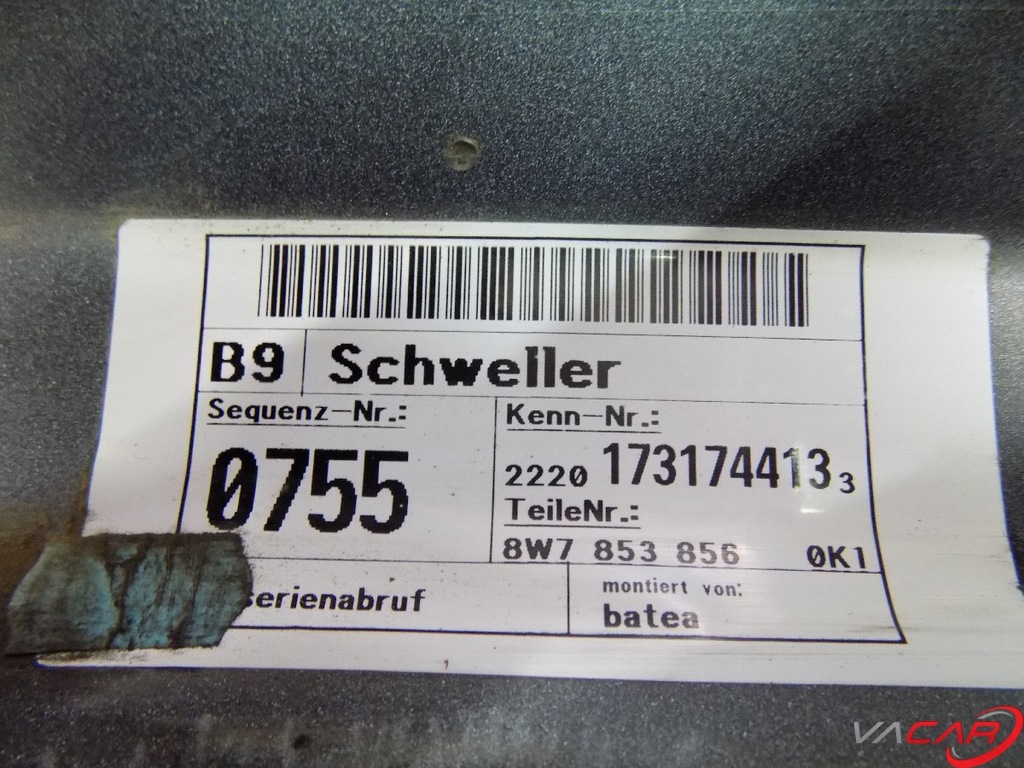 B9 Schweller
Sequenz-Nr.:
0755
Kenn-Nr.:
2220 173174413 3
TeileNr.:
8W7 853 856 0K1
serienabruf
montiert von:
batea
VACAR